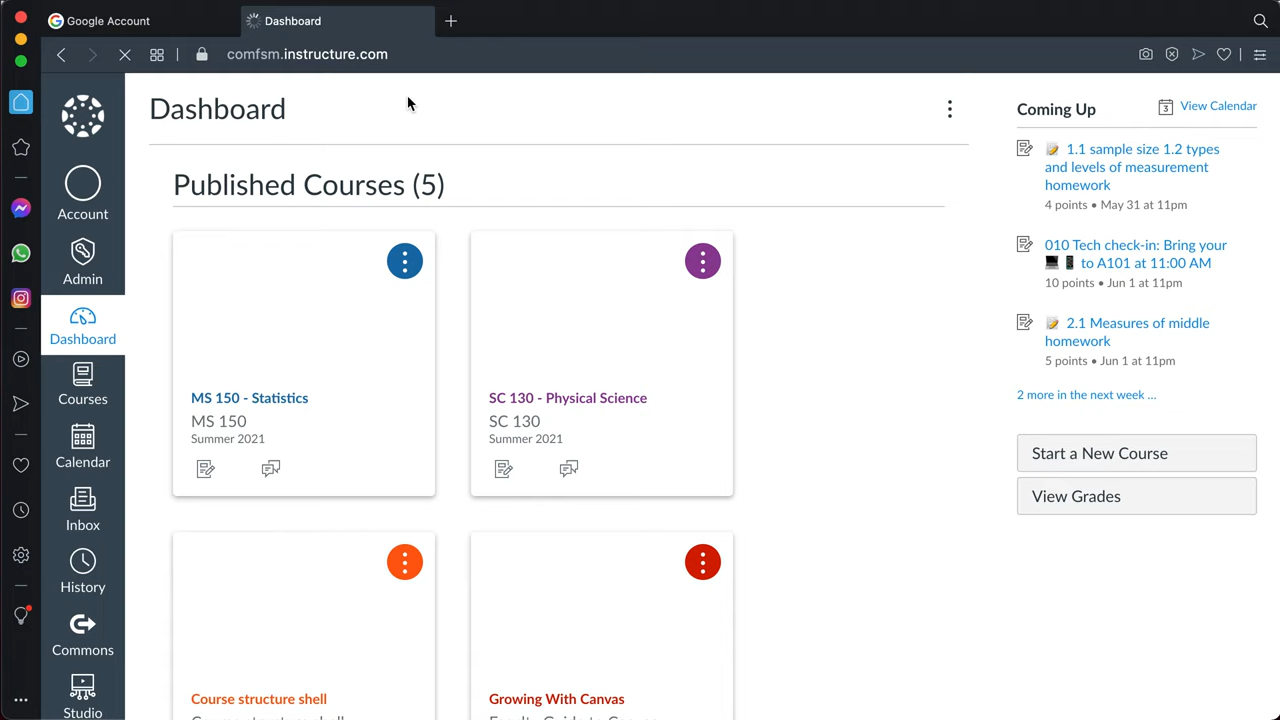 Google Account
Dashboard
comfsm.instructure.com
Dashboard
Published Courses (5)
MS 150 - Statistics
MS 150
Summer 2021
SC 130 - Physical Science
SC 130
Summer 2021
Course structure shell
Growing With Canvas
Account
Admin
Dashboard
Courses
Calendar
Inbox
History
Commons
Studio
Coming Up
3
View Calendar
1.1 sample size 1.2 types
and levels of measurement
homework
4 points • May 31 at 11pm
010 Tech check-in: Bring your
💻 📱 to A101 at 11:00 AM
10 points • Jun 1 at 11pm
2.1 Measures of middle
homework
5 points • Jun 1 at 11pm
2 more in the next week ...
Start a New Course
View Grades